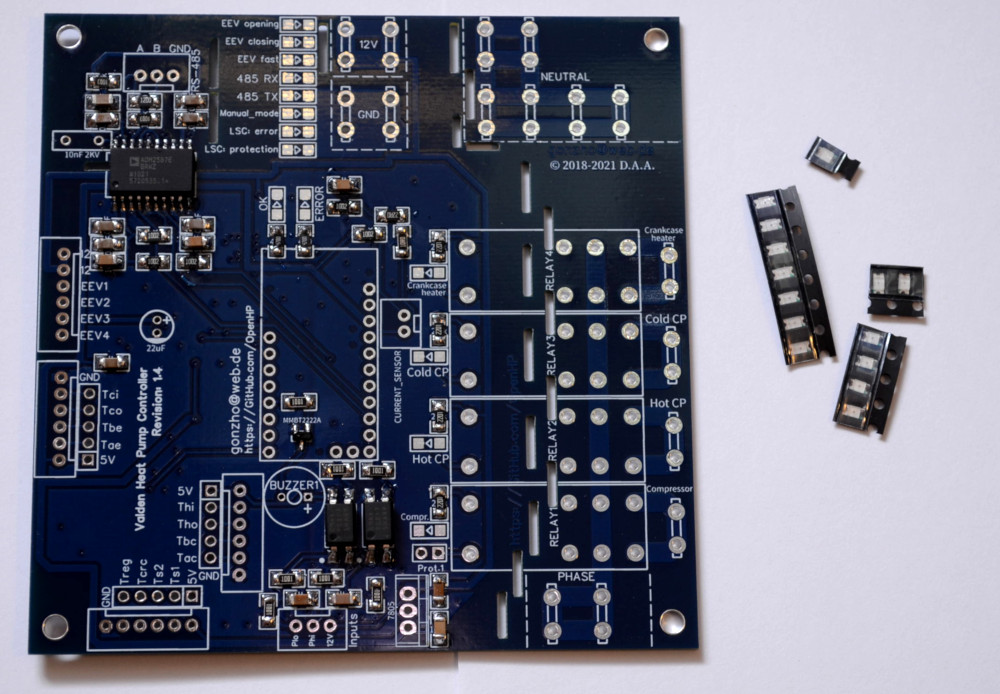 EEV opening
EEV closing
EEV fast
485 RX
485 TX
Manual_mode
LSC: error
LSC: protection
12V
GND
NEUTRAL
© 2018-2021 D.A.A.
A B GND
RS-485
10nF 2KV
OK
ERROR
12
12
EEV1
EEV2
EEV3
EEV4
22uF
GND
Tci
Tco
Tbe
Tae
5V
Valden Heat Pump Controller
Revision 1.4
gonzho@web.de
https://GitHub.com/OpenHP
MMBT2222A
CURRENT_SENSOR
Crankcase
heater
RELAY4
Crankcase
heater
Cold CP
RELAY3
Cold CP
Hot CP
RELAY2
Hot CP
Compr.
RELAY1
Compressor
BUZZER1
5V
Thi
Tho
Tbc
Tac
GND
Prot-1
PHASE
GND
Treg
Tcrc
Ts2
Ts1
5V
Plo
Phi
12V
Inputs
7805